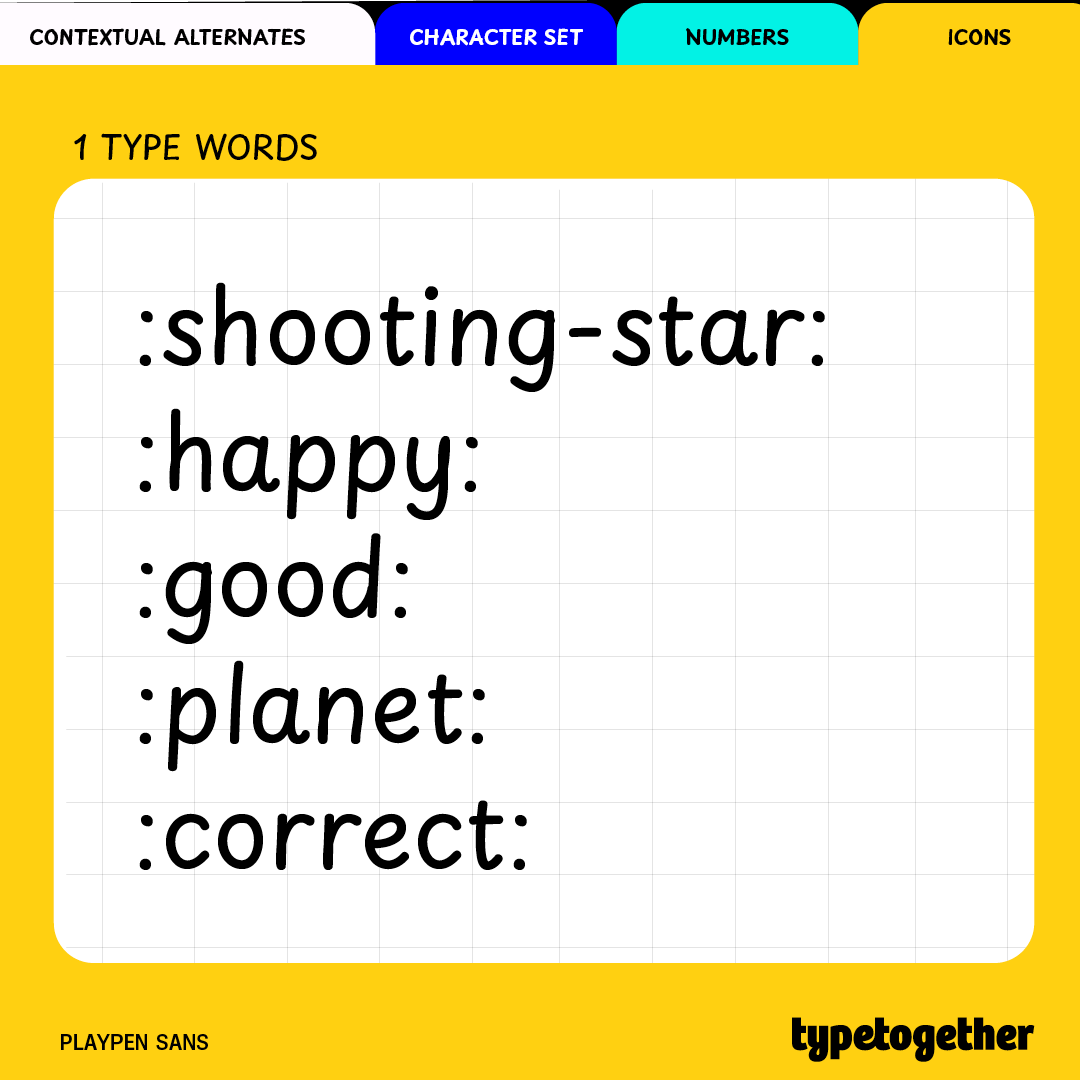 CONTEXTUAL ALTERNATES
CHARACTER SET
NUMBERS
ICONS
1 TYPE WORDS
:shooting-star:
:happy:
:good:
:planet:
:correct:
PLAYPEN SANS
typetogether